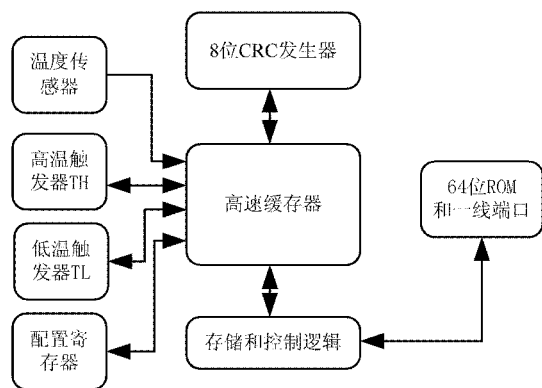 温度传
感器
8位CRC发生器
高温触
发器TH
高速缓存器
64位ROM
和一线端口
低温触
发器TL
配置寄
存器
存储和控制逻辑